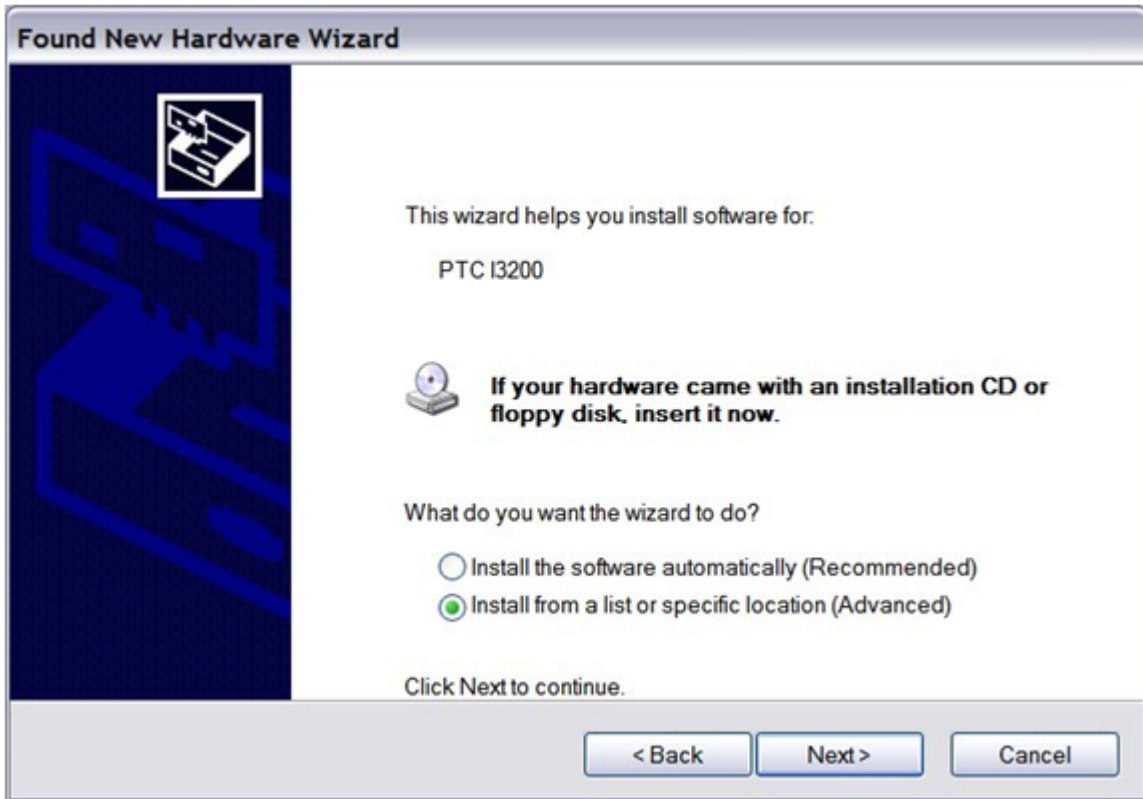 Found New Hardware Wizard
This wizard helps you install software for:
PTC I3200
If your hardware came with an installation CD or
floppy disk, insert it now.
What do you want the wizard to do?
Install the software automatically (Recommended)
Install from a list or specific location (Advanced)
Click Next to continue.
< Back
Next >
Cancel